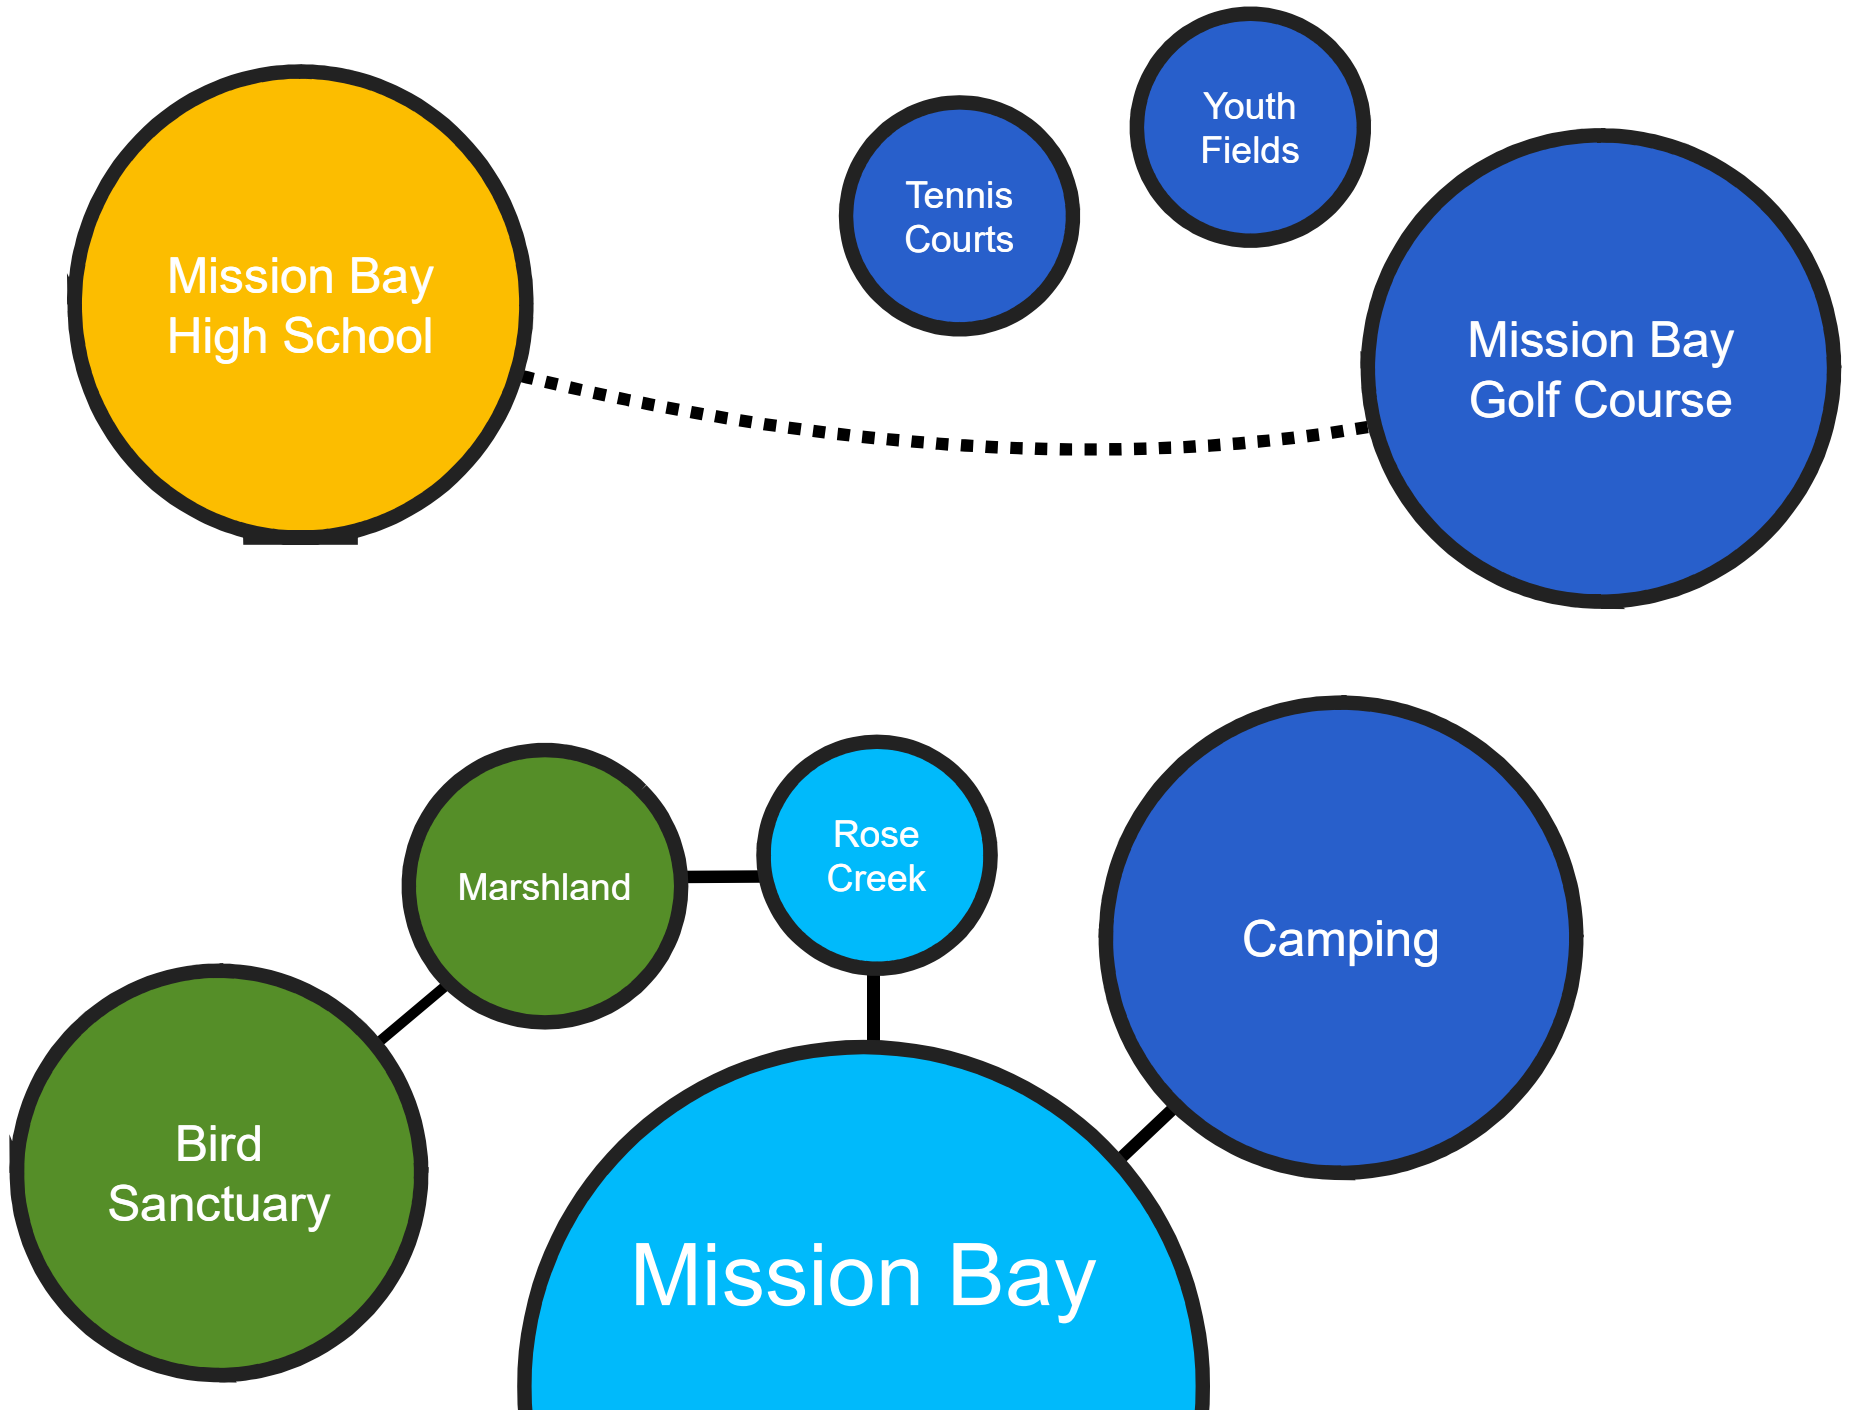 Youth
Fields
Tennis
Courts
Mission Bay
High School
Mission Bay
Golf Course
Marshland
Rose
Creek
Camping
Bird
Sanctuary
Mission Bay